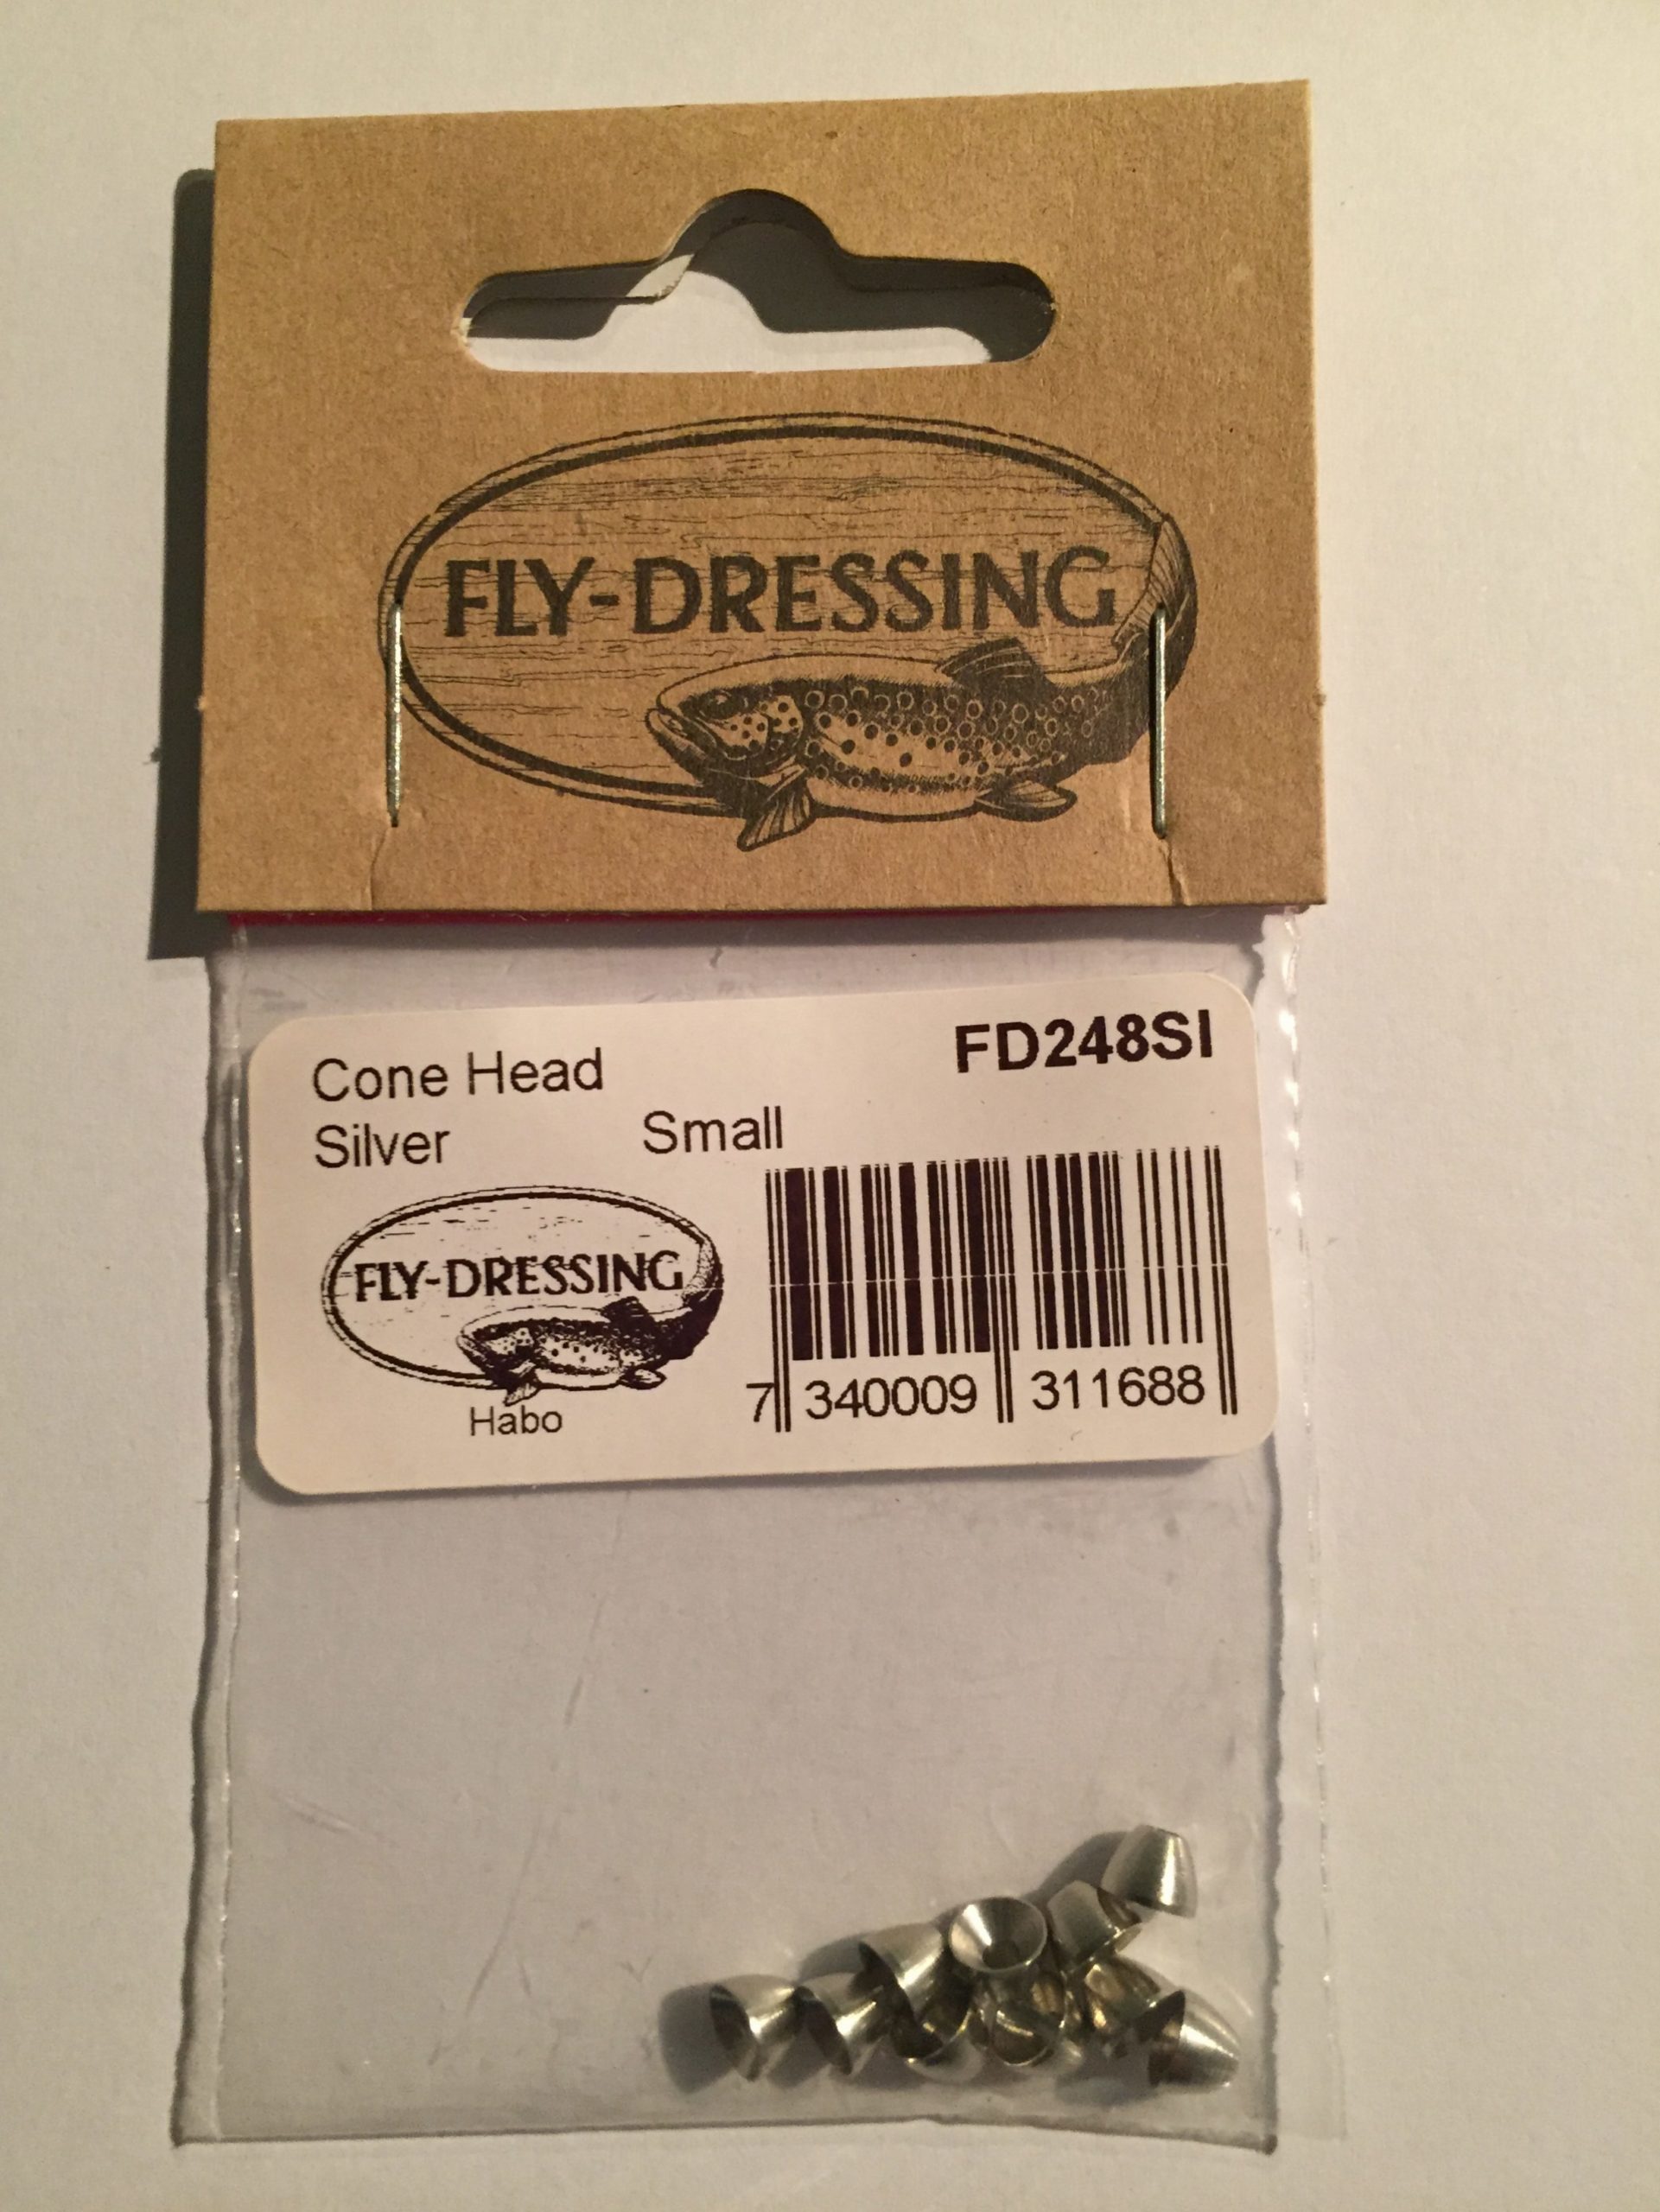 FLY-DRESSING
FD248SI
Cone Head
Silver Small
FLY-DRESSING
Habo
7 340009 311688